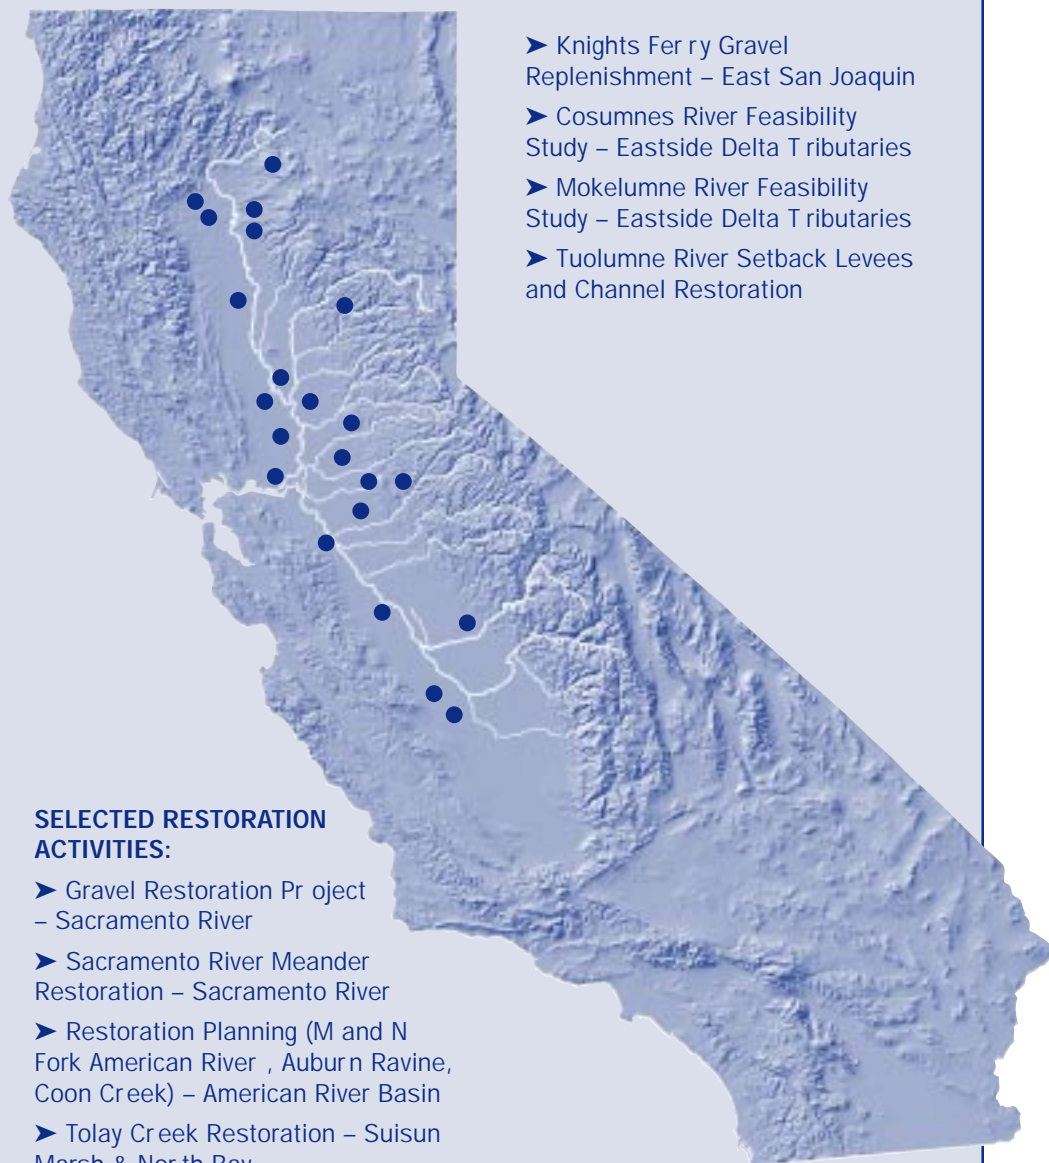 ➤ Knights Ferry Gravel
Replenishment – East San Joaquin
➤ Cosumnes River Feasibility
Study – Eastside Delta Tributaries
➤ Mokelumne River Feasibility
Study – Eastside Delta Tributaries
➤ Tuolumne River Setback Levees
and Channel Restoration
SELECTED RESTORATION
ACTIVITIES:
➤ Gravel Restoration Project
– Sacramento River
➤ Sacramento River Meander
Restoration – Sacramento River
➤ Restoration Planning (M and N
Fork American River , Auburn Ravine,
Coon Creek) – American River Basin
➤ Tolay Creek Restoration – Suisun
Marsh & North Bay